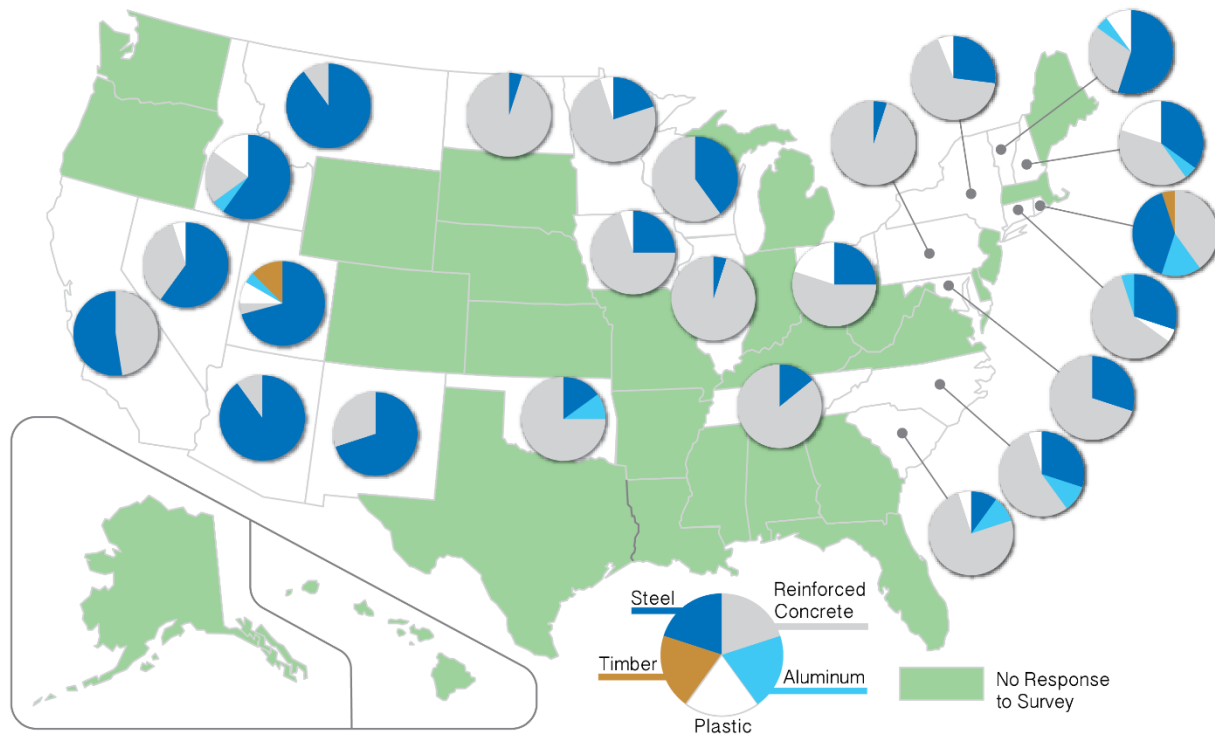 Steel
Reinforced
Concrete
Timber
Aluminum
Plastic
No Response
to Survey